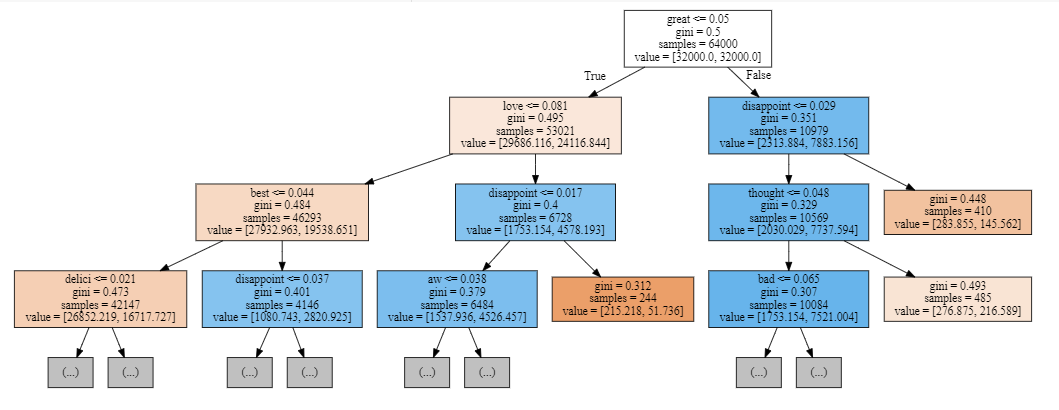 great <= 0.05
gini = 0.5
samples = 64000
value = [32000.0, 32000.0]
True
False
love <= 0.081
gini = 0.495
samples = 53021
value = [29686.116, 24116.844]
disappoint <= 0.029
gini = 0.351
samples = 10979
value = [2313.884, 7883.156]
best <= 0.044
gini = 0.484
samples = 46293
value = [27932.963, 19538.651]
disappoint <= 0.017
gini = 0.4
samples = 6728
value = [1753.154, 4578.193]
thought <= 0.048
gini = 0.329
samples = 10569
value = [2030.029, 7737.594]
gini = 0.448
samples = 410
value = [283.855, 145.562]
delici <= 0.021
gini = 0.473
samples = 42147
value = [26852.219, 16717.727]
disappoint <= 0.037
gini = 0.401
samples = 4146
value = [1080.743, 2820.925]
aw <= 0.038
gini = 0.379
samples = 6484
value = [1537.936, 4526.457]
gini = 0.312
samples = 244
value = [215.218, 51.736]
bad <= 0.065
gini = 0.307
samples = 10084
value = [1753.154, 7521.004]
gini = 0.493
samples = 485
value = [276.875, 216.589]
(...)
(...)
(...)
(...)
(...)
(...)
(...)
(...)